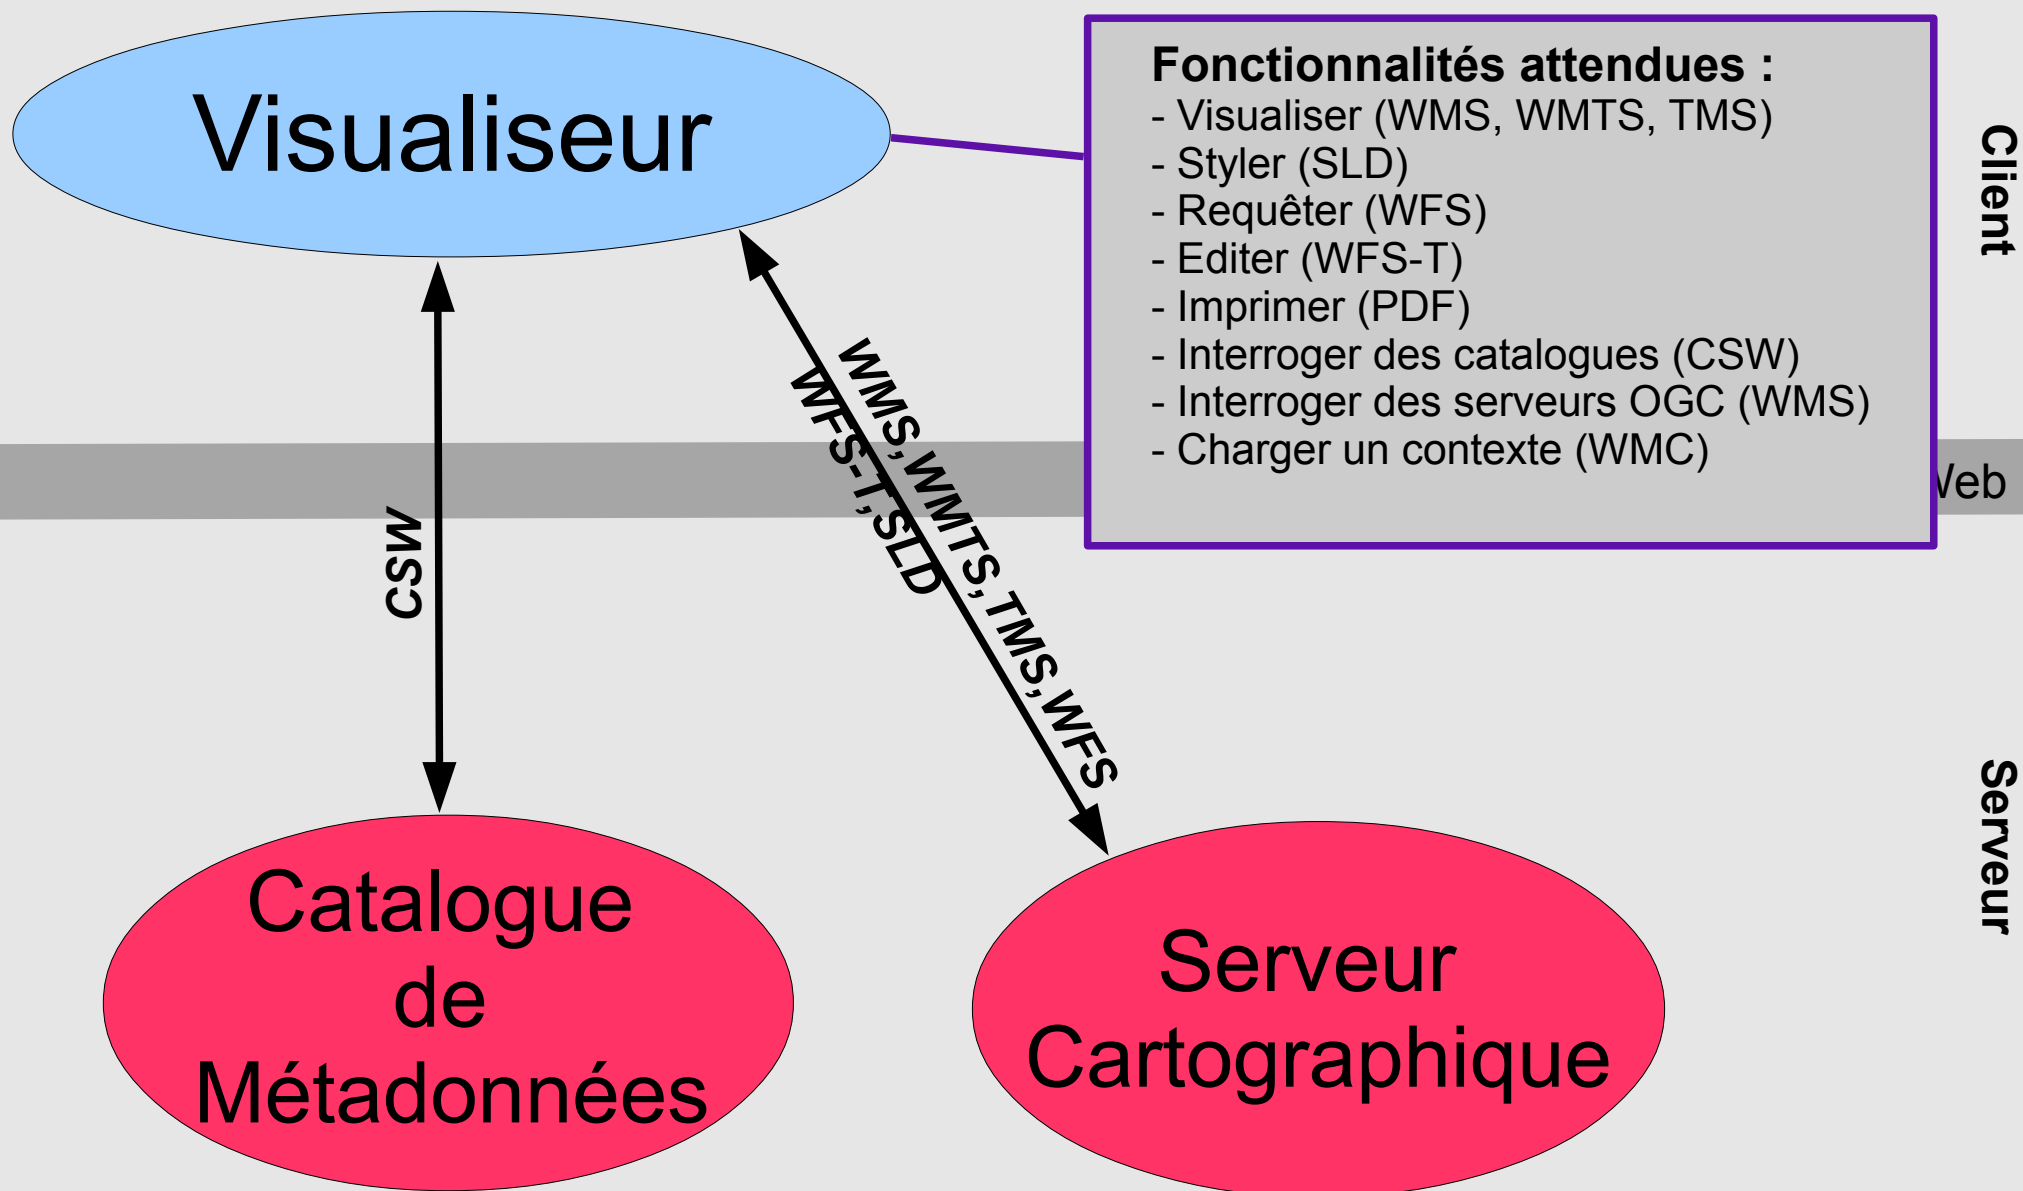 Visualiseur
Fonctionnalités attendues :
- Visualiser (WMS, WMTS, TMS)
- Styler (SLD)
- Requêter (WFS)
- Editer (WFS-T)
- Imprimer (PDF)
- Interroger des catalogues (CSW)
- Interroger des serveurs OGC (WMS)
- Charger un contexte (WMC)
Client
CSW
WMS,WMTS,TMS,WFS
WFS-T,SLD
Serveur
Catalogue
de
Métadonnées
Serveur
Cartographique